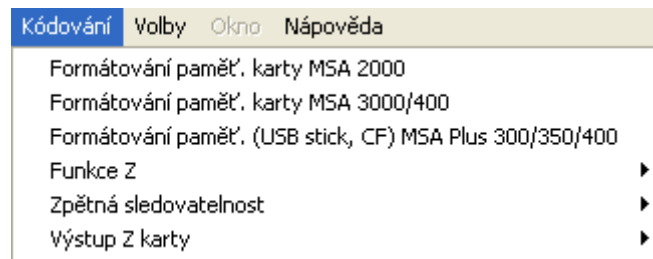 Kódování Volby Okno Nápověda
Formátování paměť. karty MSA 2000
Formátování paměť. karty MSA 3000/400
Formátování paměť. (USB stick, CF) MSA Plus 300/350/400
Funkce Z
Zpětná sledovatelnost
Výstup Z karty